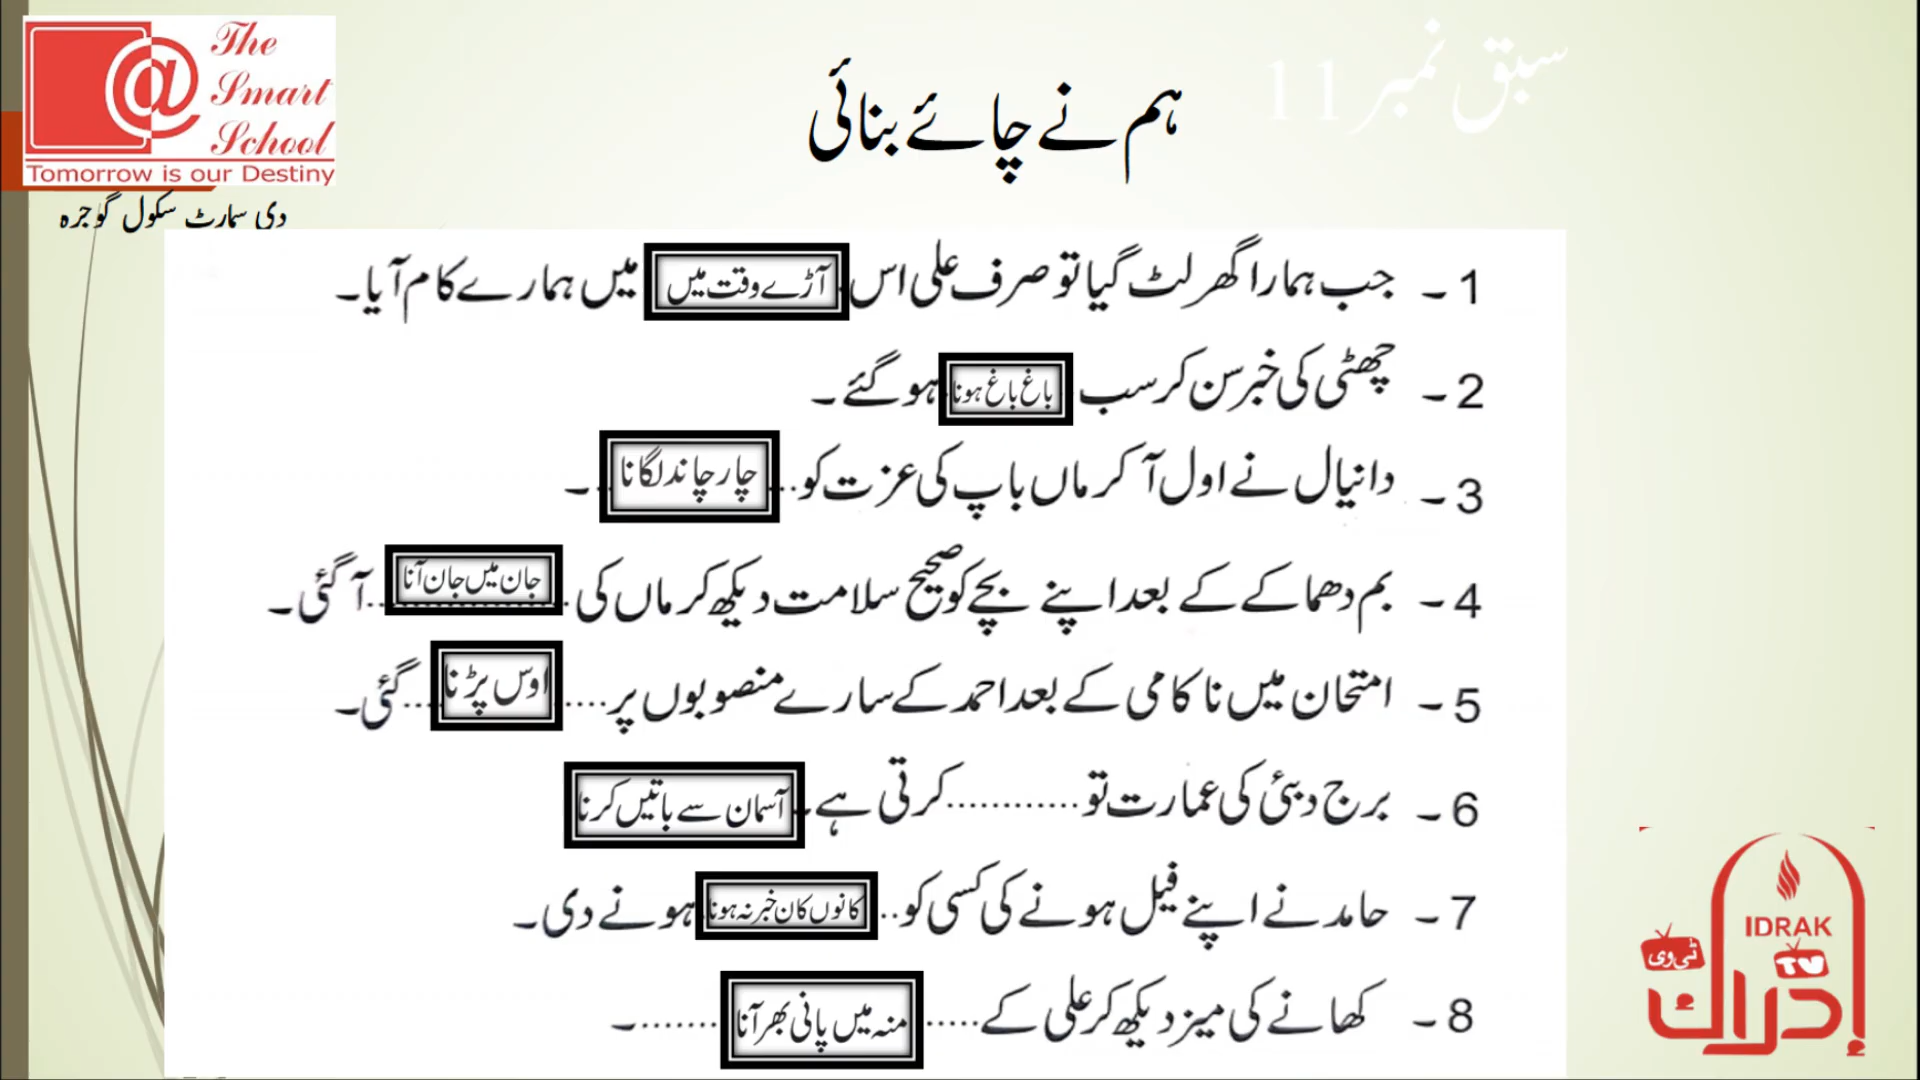 The
Smart
School
Tomorrow is our Destiny
دی سمارٹ سکول گوجرہ
سبق نمبر 11
ہم نے چائے بنائی
1 ۔ جب ہمارا گھر لٹ گیا تو صرف علی اس آڑے وقت میں میں ہمارے کام آیا۔
2 ۔ چھٹی کی خبر سن کر سب باغ باغ ہونا ہو گئے ۔
3 ۔ دانیال نے اول آ کر ماں باپ کی عزت کو .. چار چاند لگانا ۔
4 ۔ بم دھماکے کے بعد اپنے بچے کو صحیح سلامت دیکھ کر ماں کی جان میں جان آنا آ گئی ۔
5 ۔ امتحان میں ناکامی کے بعد احمد کے سارے منصوبوں پر .... اوس پڑنا ... گئی ۔
6 ۔ برج دبئی کی عمارت تو ............ کرتی ہے ۔ آسمان سے باتیں کرنا
7 ۔ حامد نے اپنے فیل ہونے کی کسی کو .. کانوں کان خبر نہ ہونا ہونے دی ۔
8 ۔ کھانے کی میز دیکھ کر علی کے ..... منہ میں پانی بھر آنا ....... ۔
IDRAK
ٹی وی TV
اِدراک